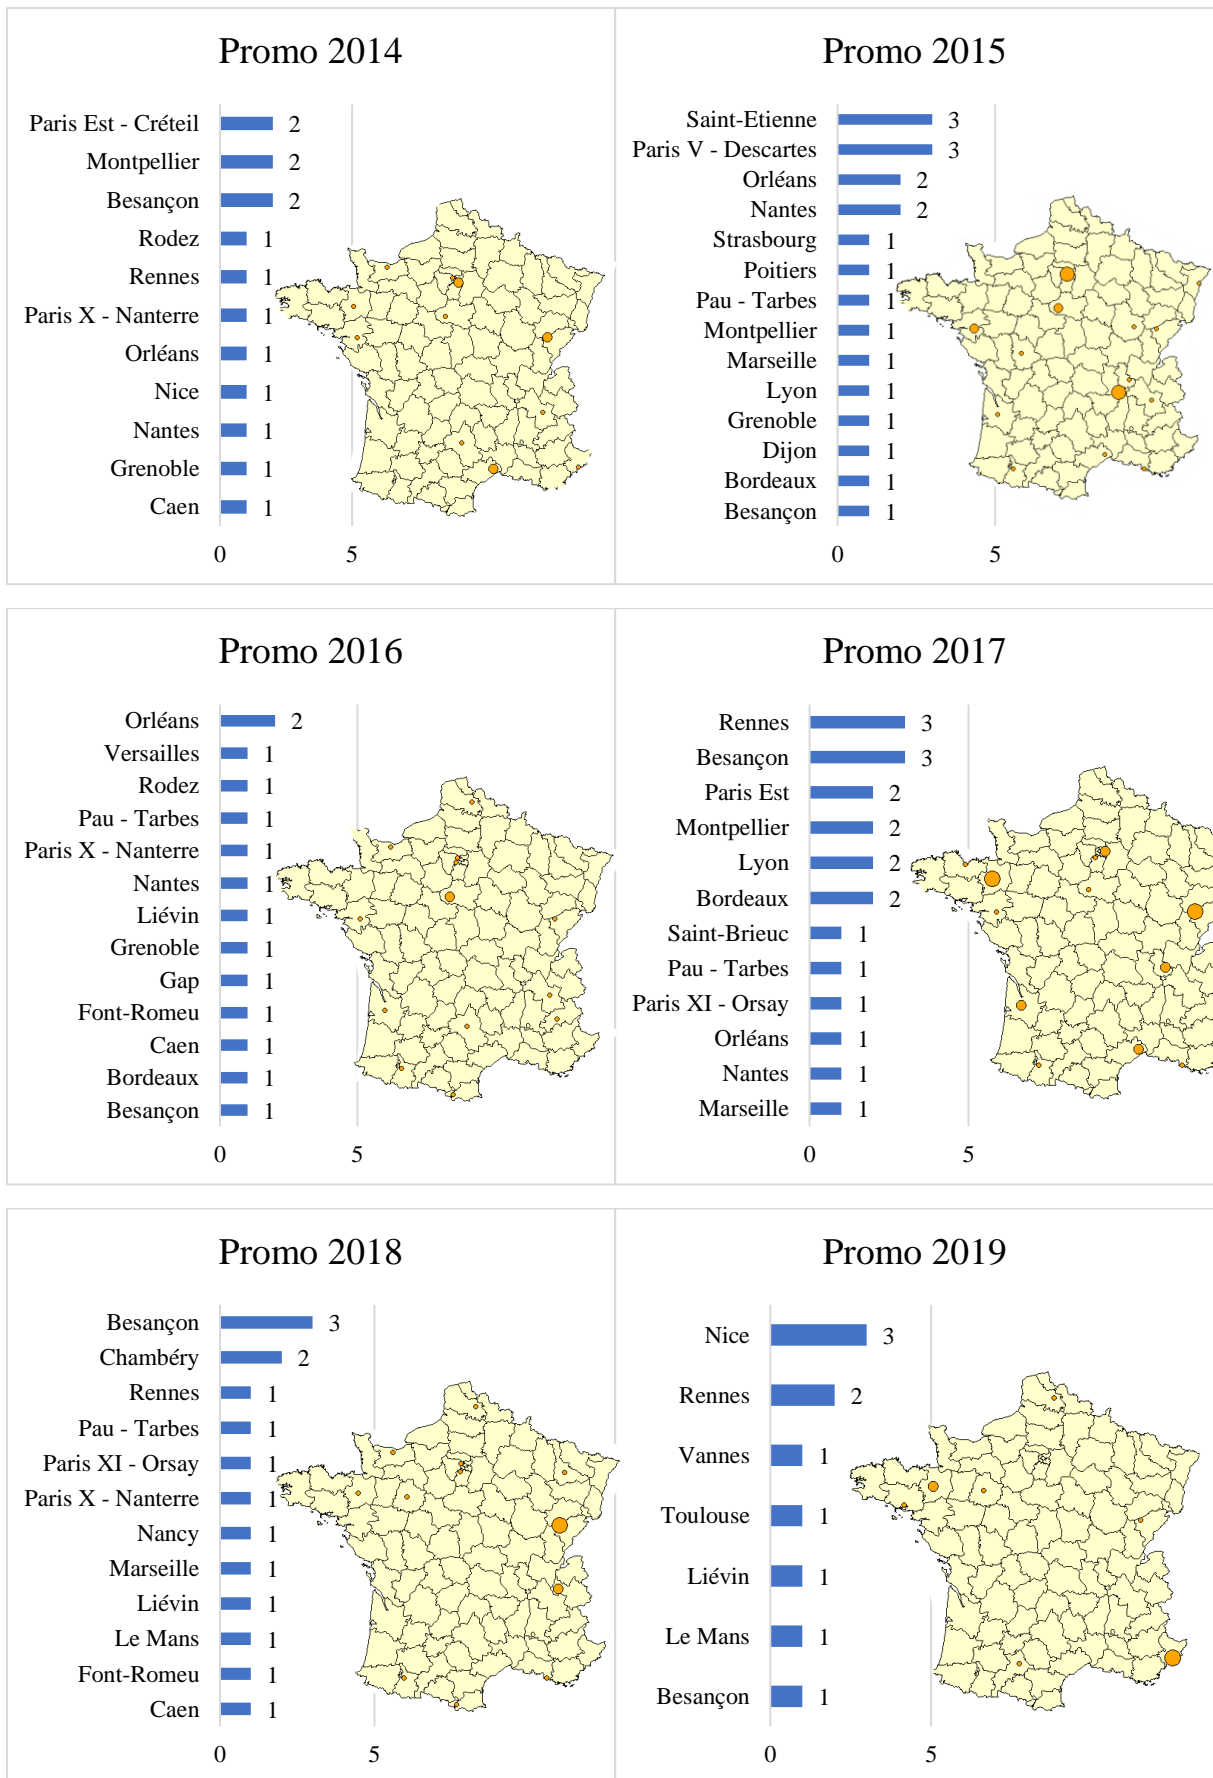 Promo 2014
Paris Est - Créteil 2
Montpellier 2
Besançon 2
Rodez 1
Rennes 1
Paris X - Nanterre 1
Orléans 1
Nice 1
Nantes 1
Grenoble 1
Caen 1
0 5
Promo 2015
Saint-Etienne 3
Paris V - Descartes 3
Orléans 2
Nantes 2
Strasbourg 1
Poitiers 1
Pau - Tarbes 1
Montpellier 1
Marseille 1
Lyon 1
Grenoble 1
Dijon 1
Bordeaux 1
Besançon 1
0 5
Promo 2016
Orléans 2
Versailles 1
Rodez 1
Pau - Tarbes 1
Paris X - Nanterre 1
Nantes 1
Liévin 1
Grenoble 1
Gap 1
Font-Romeu 1
Caen 1
Bordeaux 1
Besançon 1
0 5
Promo 2017
Rennes 3
Besançon 3
Paris Est 2
Montpellier 2
Lyon 2
Bordeaux 2
Saint-Brieuc 1
Pau - Tarbes 1
Paris XI - Orsay 1
Orléans 1
Nantes 1
Marseille 1
0 5
Promo 2018
Besançon 3
Chambéry 2
Rennes 1
Pau - Tarbes 1
Paris XI - Orsay 1
Paris X - Nanterre 1
Nancy 1
Marseille 1
Liévin 1
Le Mans 1
Font-Romeu 1
Caen 1
0 5
Promo 2019
Nice 3
Rennes 2
Vannes 1
Toulouse 1
Liévin 1
Le Mans 1
Besançon 1
0 5